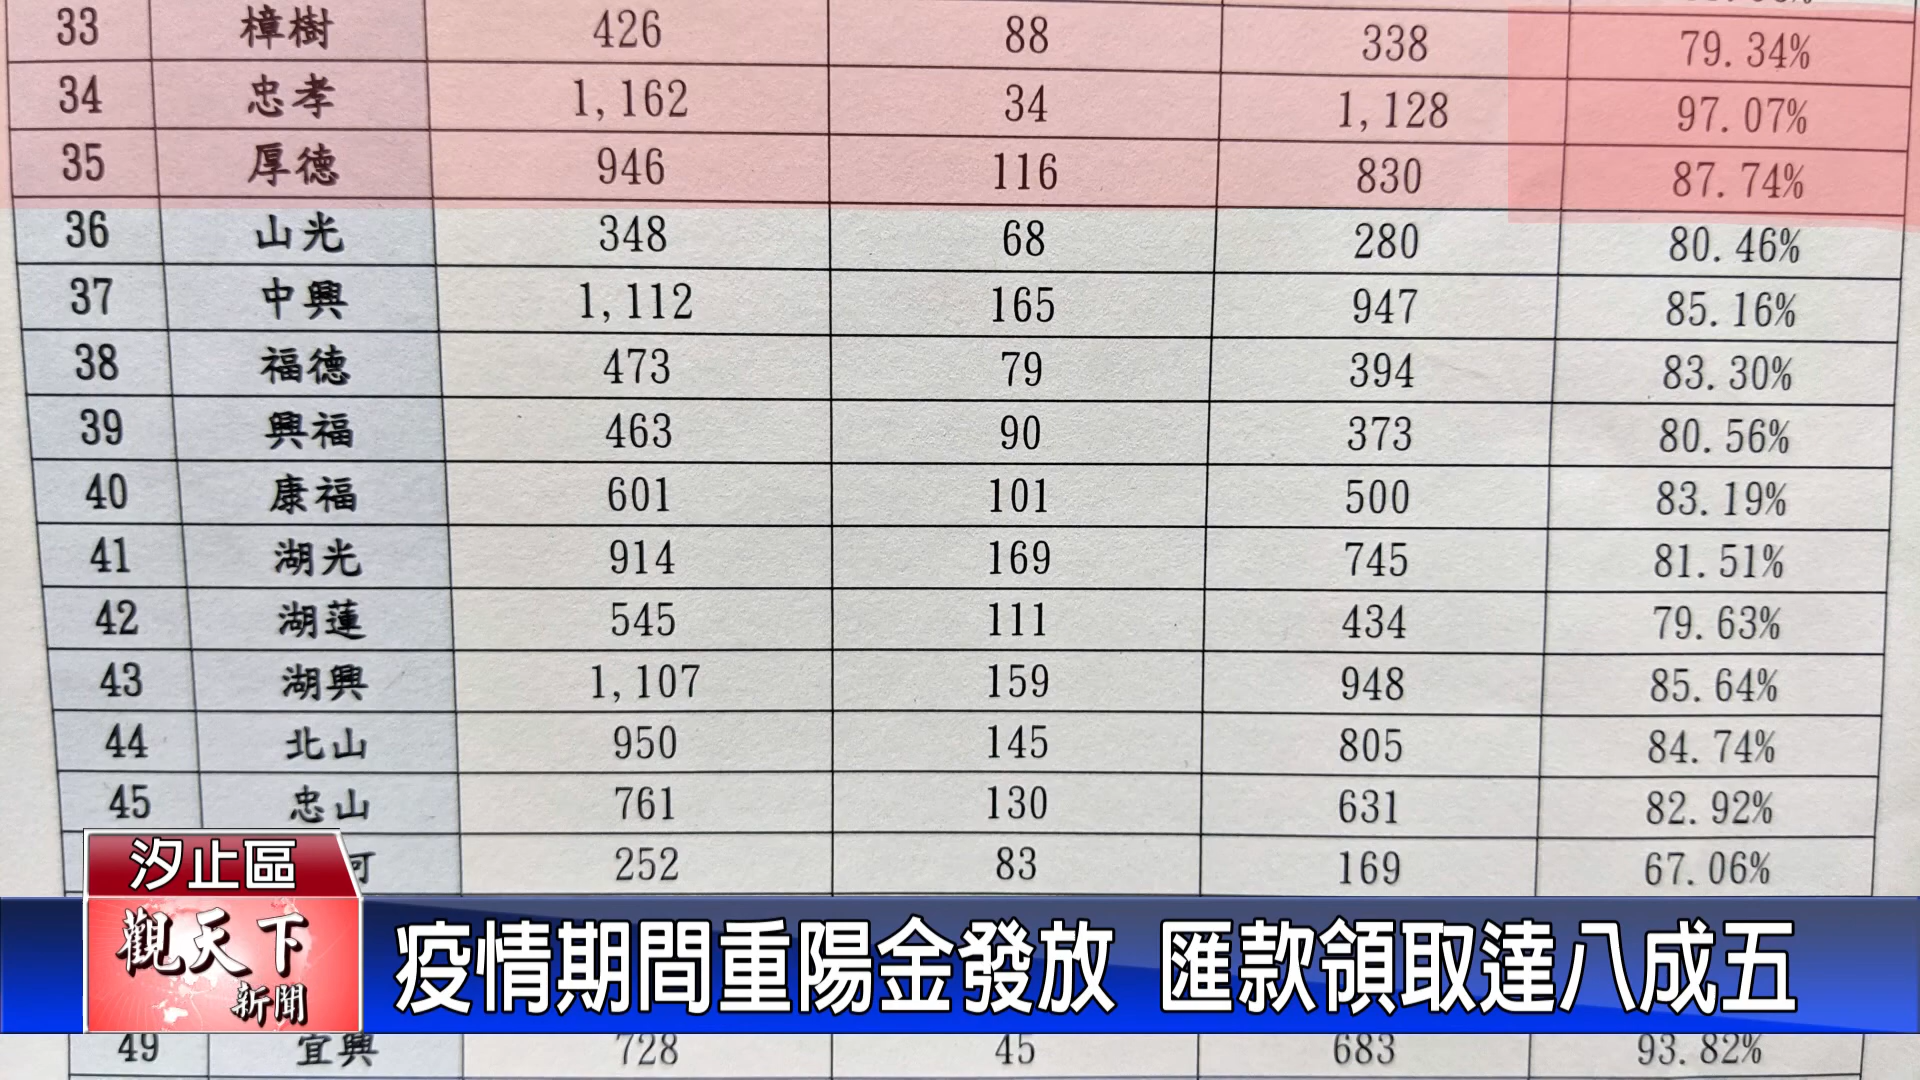 33 樟樹 426 88 338 79.34%
34 忠孝 1,162 34 1,128 97.07%
35 厚德 946 116 830 87.74%
36 山光 348 68 280 80.46%
37 中興 1,112 165 947 85.16%
38 福德 473 79 394 83.30%
39 興福 463 90 373 80.56%
40 康福 601 101 500 83.19%
41 湖光 914 169 745 81.51%
42 湖蓮 545 111 434 79.63%
43 湖興 1,107 159 948 85.64%
44 北山 950 145 805 84.74%
45 忠山 761 130 631 82.92%
252 83 169 67.06%
汐止區
觀天下
新聞
疫情期間重陽金發放 匯款領取達八成五
49 宜興 728 45 683 93.82%